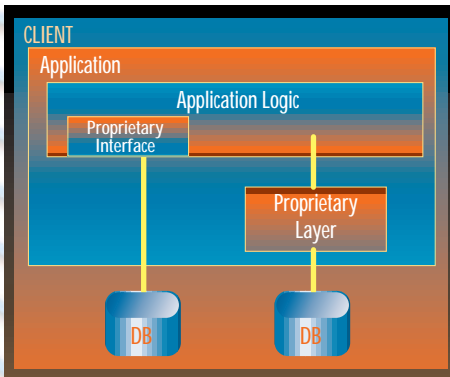 CLIENT
Application
Application Logic
Proprietary
Interface
Proprietary
Layer
DB
DB